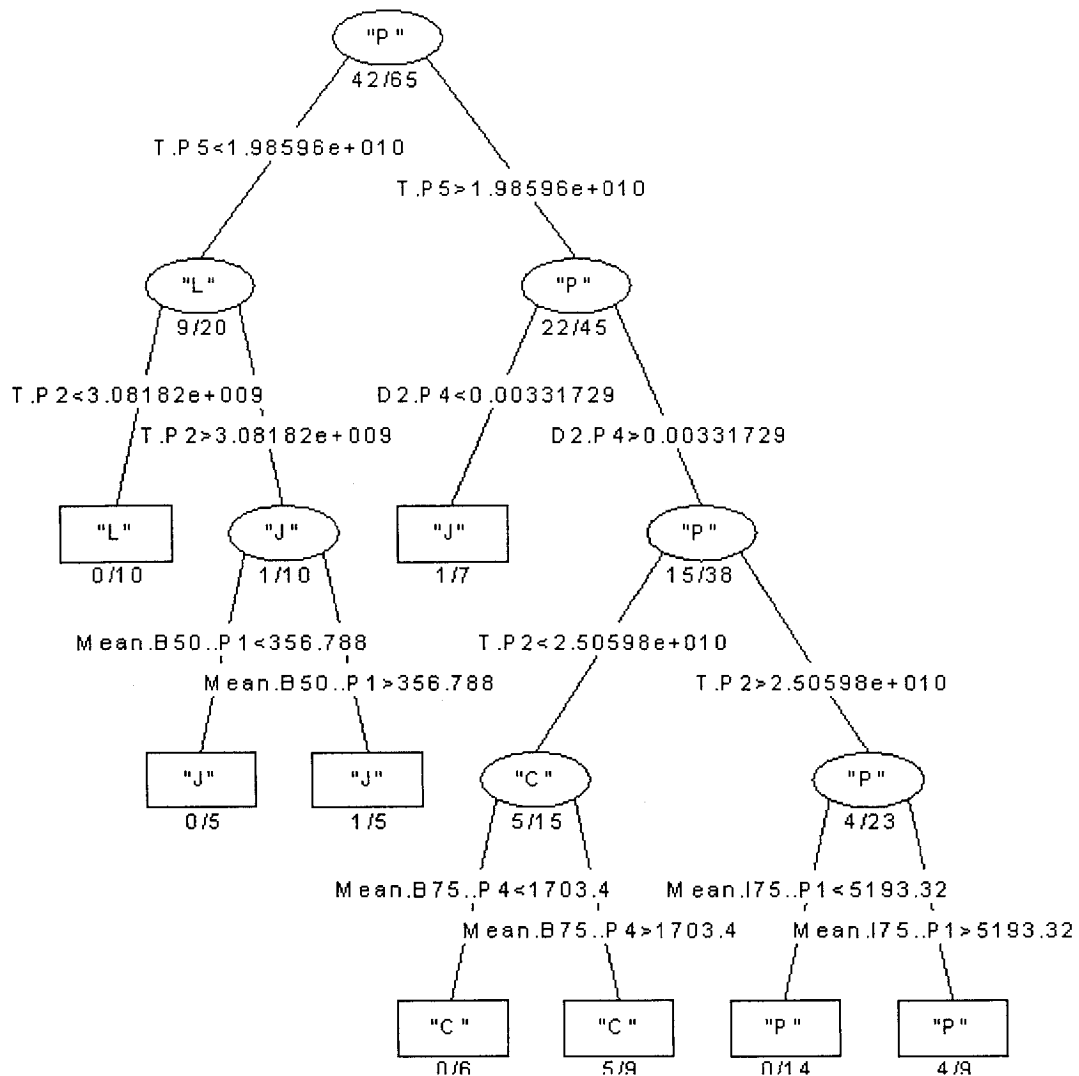 "P"
42/65
T.P5<1.98596e+010
T.P5>1.98596e+010
"L"
9/20
"P"
22/45
T.P2<3.08182e+009
T.P2>3.08182e+009
D2.P4<0.00331729
D2.P4>0.00331729
"L"
0/10
"J"
1/10
"J"
1/7
"P"
15/38
Mean.B50..P1<356.788
Mean.B50..P1>356.788
T.P2<2.50598e+010
T.P2>2.50598e+010
"J"
0/5
"J"
1/5
"C"
5/15
"P"
4/23
Mean.B75..P4<1703.4
Mean.B75..P4>1703.4
Mean.I75..P1<5193.32
Mean.I75..P1>5193.32
"C"
0/6
"C"
5/9
"P"
0/14
"P"
4/9